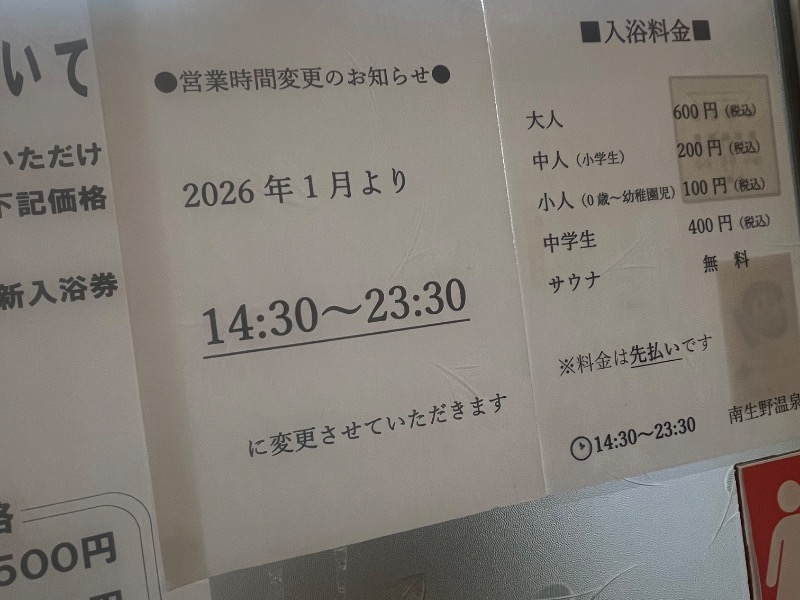 いて
いただけ
下記価格
新入浴券
500円
●営業時間変更のお知らせ●
2026年1月より
14:30～23:30
に変更させていただきます
■入浴料金■
大人 600円（税込）
中人（小学生） 200円（税込）
小人（0歳～幼稚園児） 100円（税込）
中学生 400円（税込）
サウナ 無 料
※料金は先払いです
14:30～23:30 南生野温泉